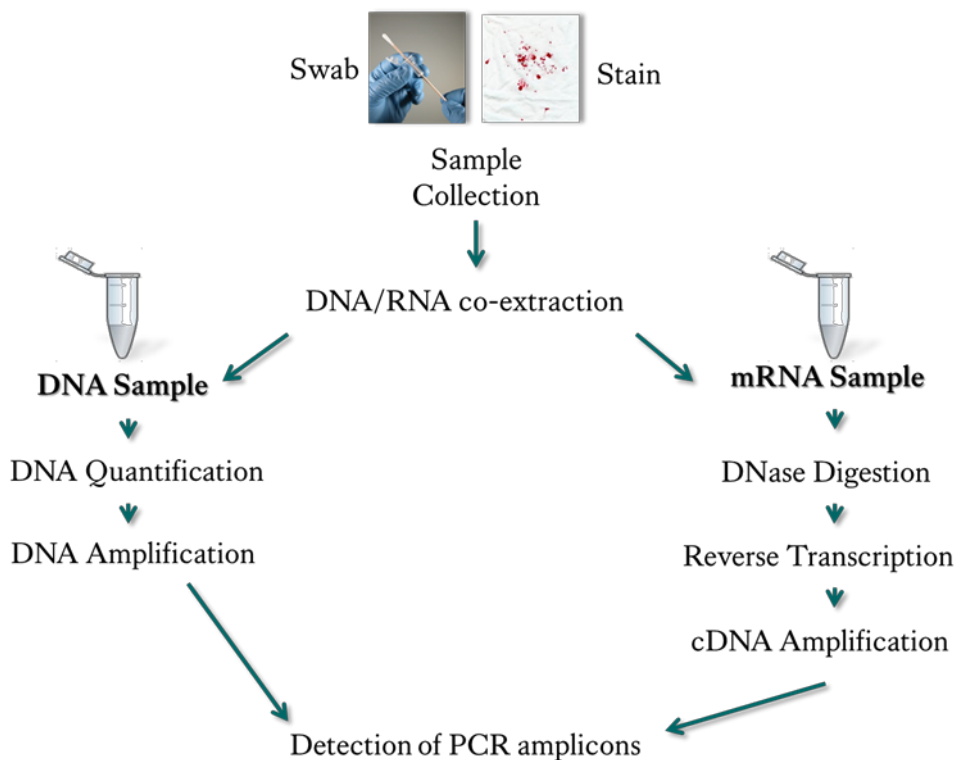 Swab
Stain
Sample
Collection
DNA/RNA co-extraction
DNA Sample
mRNA Sample
DNA Quantification
DNase Digestion
DNA Amplification
Reverse Transcription
cDNA Amplification
Detection of PCR amplicons